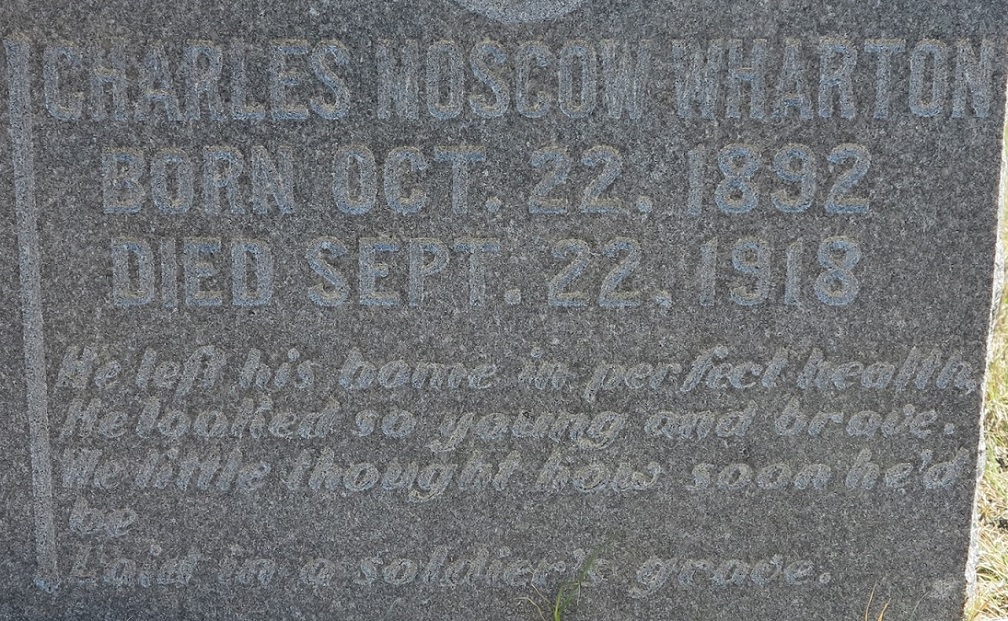 CHARLES MOSCOW WHARTON
BORN OCT. 22. 1892
DIED SEPT. 22. 1918
He left his home in perfect health,
He looked so young and brave.
We little thought how soon he'd
be
Laid in a soldier's grave.